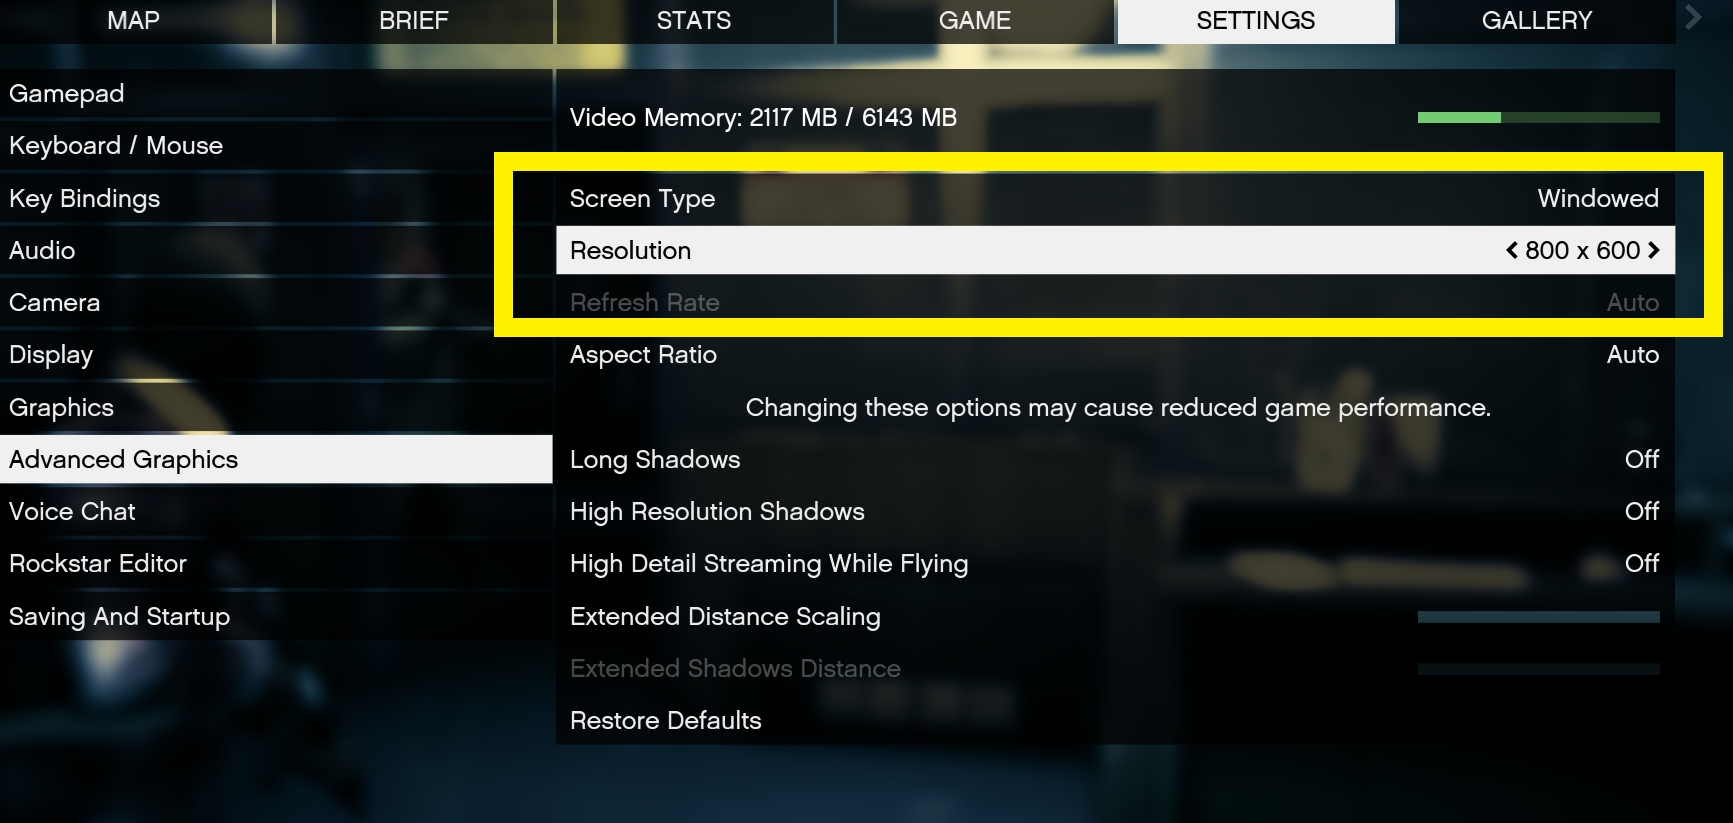 MAP BRIEF STATS GAME SETTINGS GALLERY
Gamepad
Keyboard / Mouse
Key Bindings
Audio
Camera
Display
Graphics
Advanced Graphics
Voice Chat
Rockstar Editor
Saving And Startup
Video Memory: 2117 MB / 6143 MB
Screen Type Windowed
Resolution < 800 x 600 >
Refresh Rate Auto
Aspect Ratio Auto
Changing these options may cause reduced game performance.
Long Shadows Off
High Resolution Shadows Off
High Detail Streaming While Flying Off
Extended Distance Scaling
Extended Shadows Distance
Restore Defaults